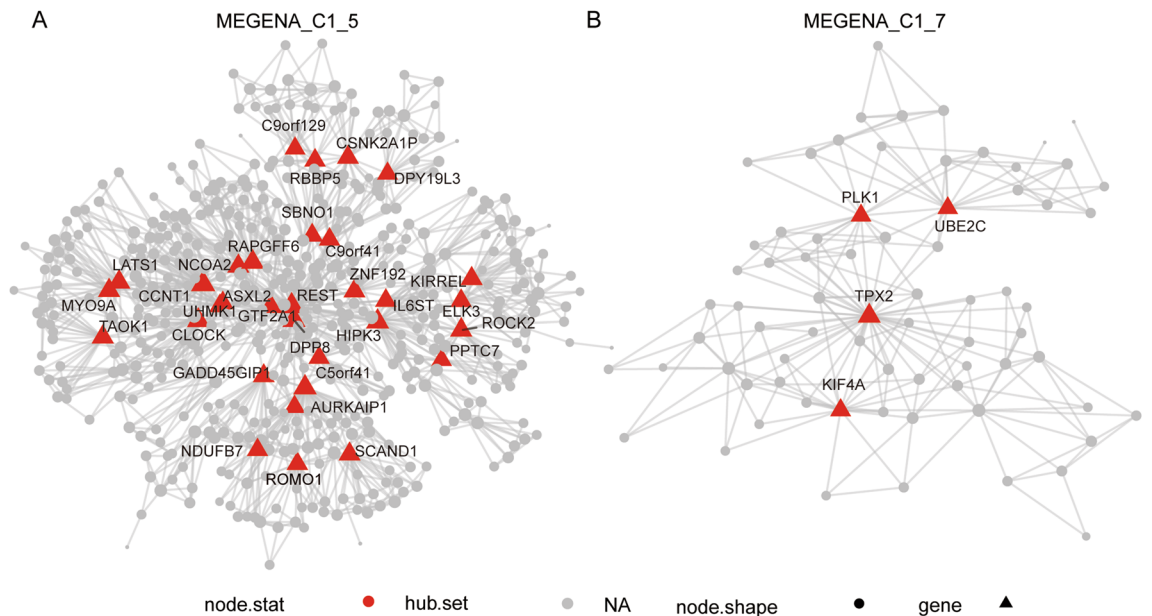 A MEGENA_C1_5 B MEGENA_C1_7
C9orf129
CSNK2A1P
RBBP5
DPY19L3
SBNO1
C9orf41
RAPGFF6
LATS1
NCOA2
ZNF192
KIRREL
MYO9A
CCNT1
ASXL2
REST
IL6ST
ELK3
UHMK1
GTF2A1
ROCK2
TAOK1
CLOCK
HIPK3
DPP8
PPTC7
GADD45GIP1
C5orf41
AURKAIP1
NDUFB7
SCAND1
ROMO1
PLK1
UBE2C
TPX2
KIF4A
node.stat hub.set NA node.shape gene